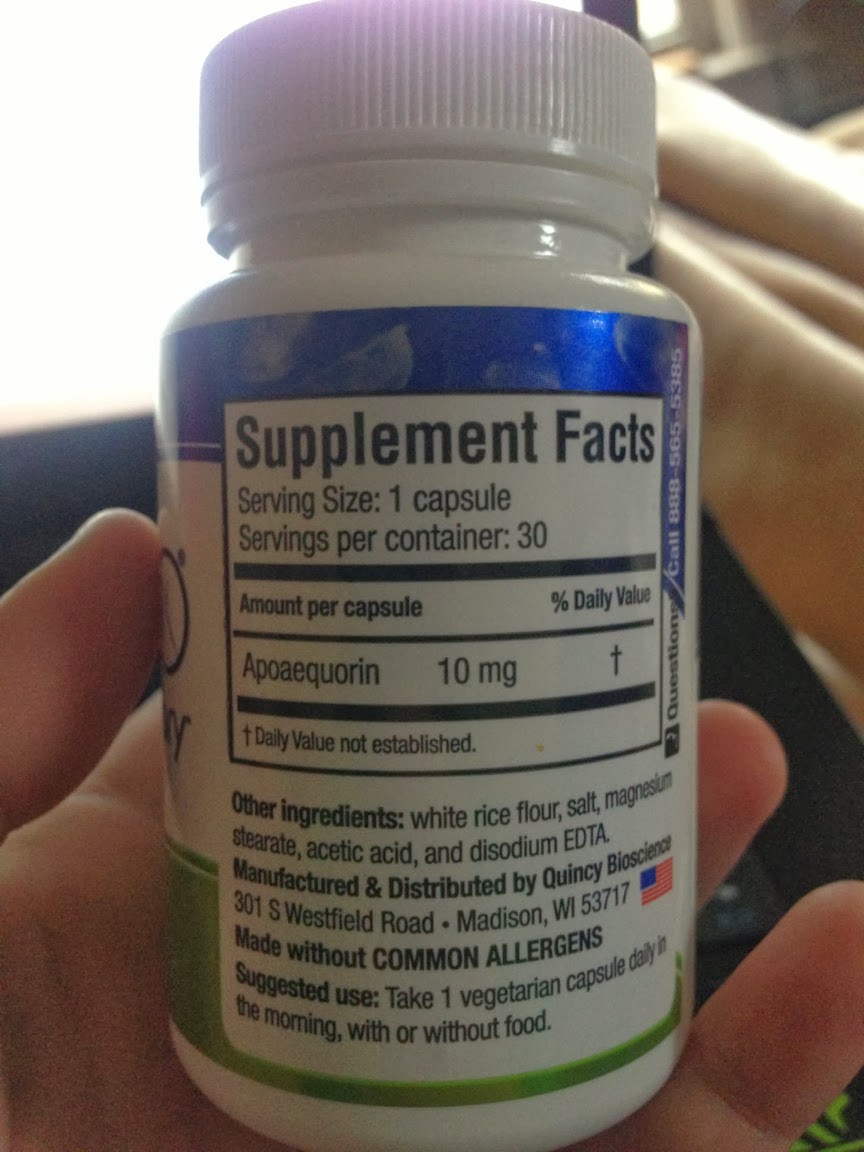 Supplement Facts
Serving Size: 1 capsule
Servings per container: 30
Amount per capsule % Daily Value
Apoaequorin 10 mg †
† Daily Value not established.
Other ingredients: white rice flour, salt, magnesium
stearate, acetic acid, and disodium EDTA.
Manufactured & Distributed by Quincy Bioscience
301 S Westfield Road • Madison, WI 53717
Made without COMMON ALLERGENS
Suggested use: Take 1 vegetarian capsule daily in
the morning, with or without food.
? Questions Call 888-565-5385